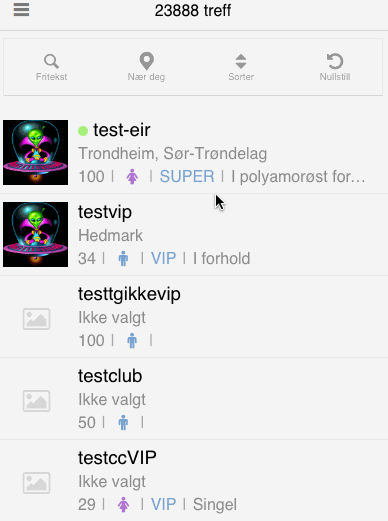 23888 treff
Fritekst
Nær deg
Sorter
Nullstill
test-eir
Trondheim, Sør-Trøndelag
100 | | SUPER | I polyamorøst for...
testvip
Hedmark
34 | | VIP | I forhold
testtgikkevip
Ikke valgt
100 | |
testclub
Ikke valgt
50 | |
testccVIP
Ikke valgt
29 | | VIP | Singel